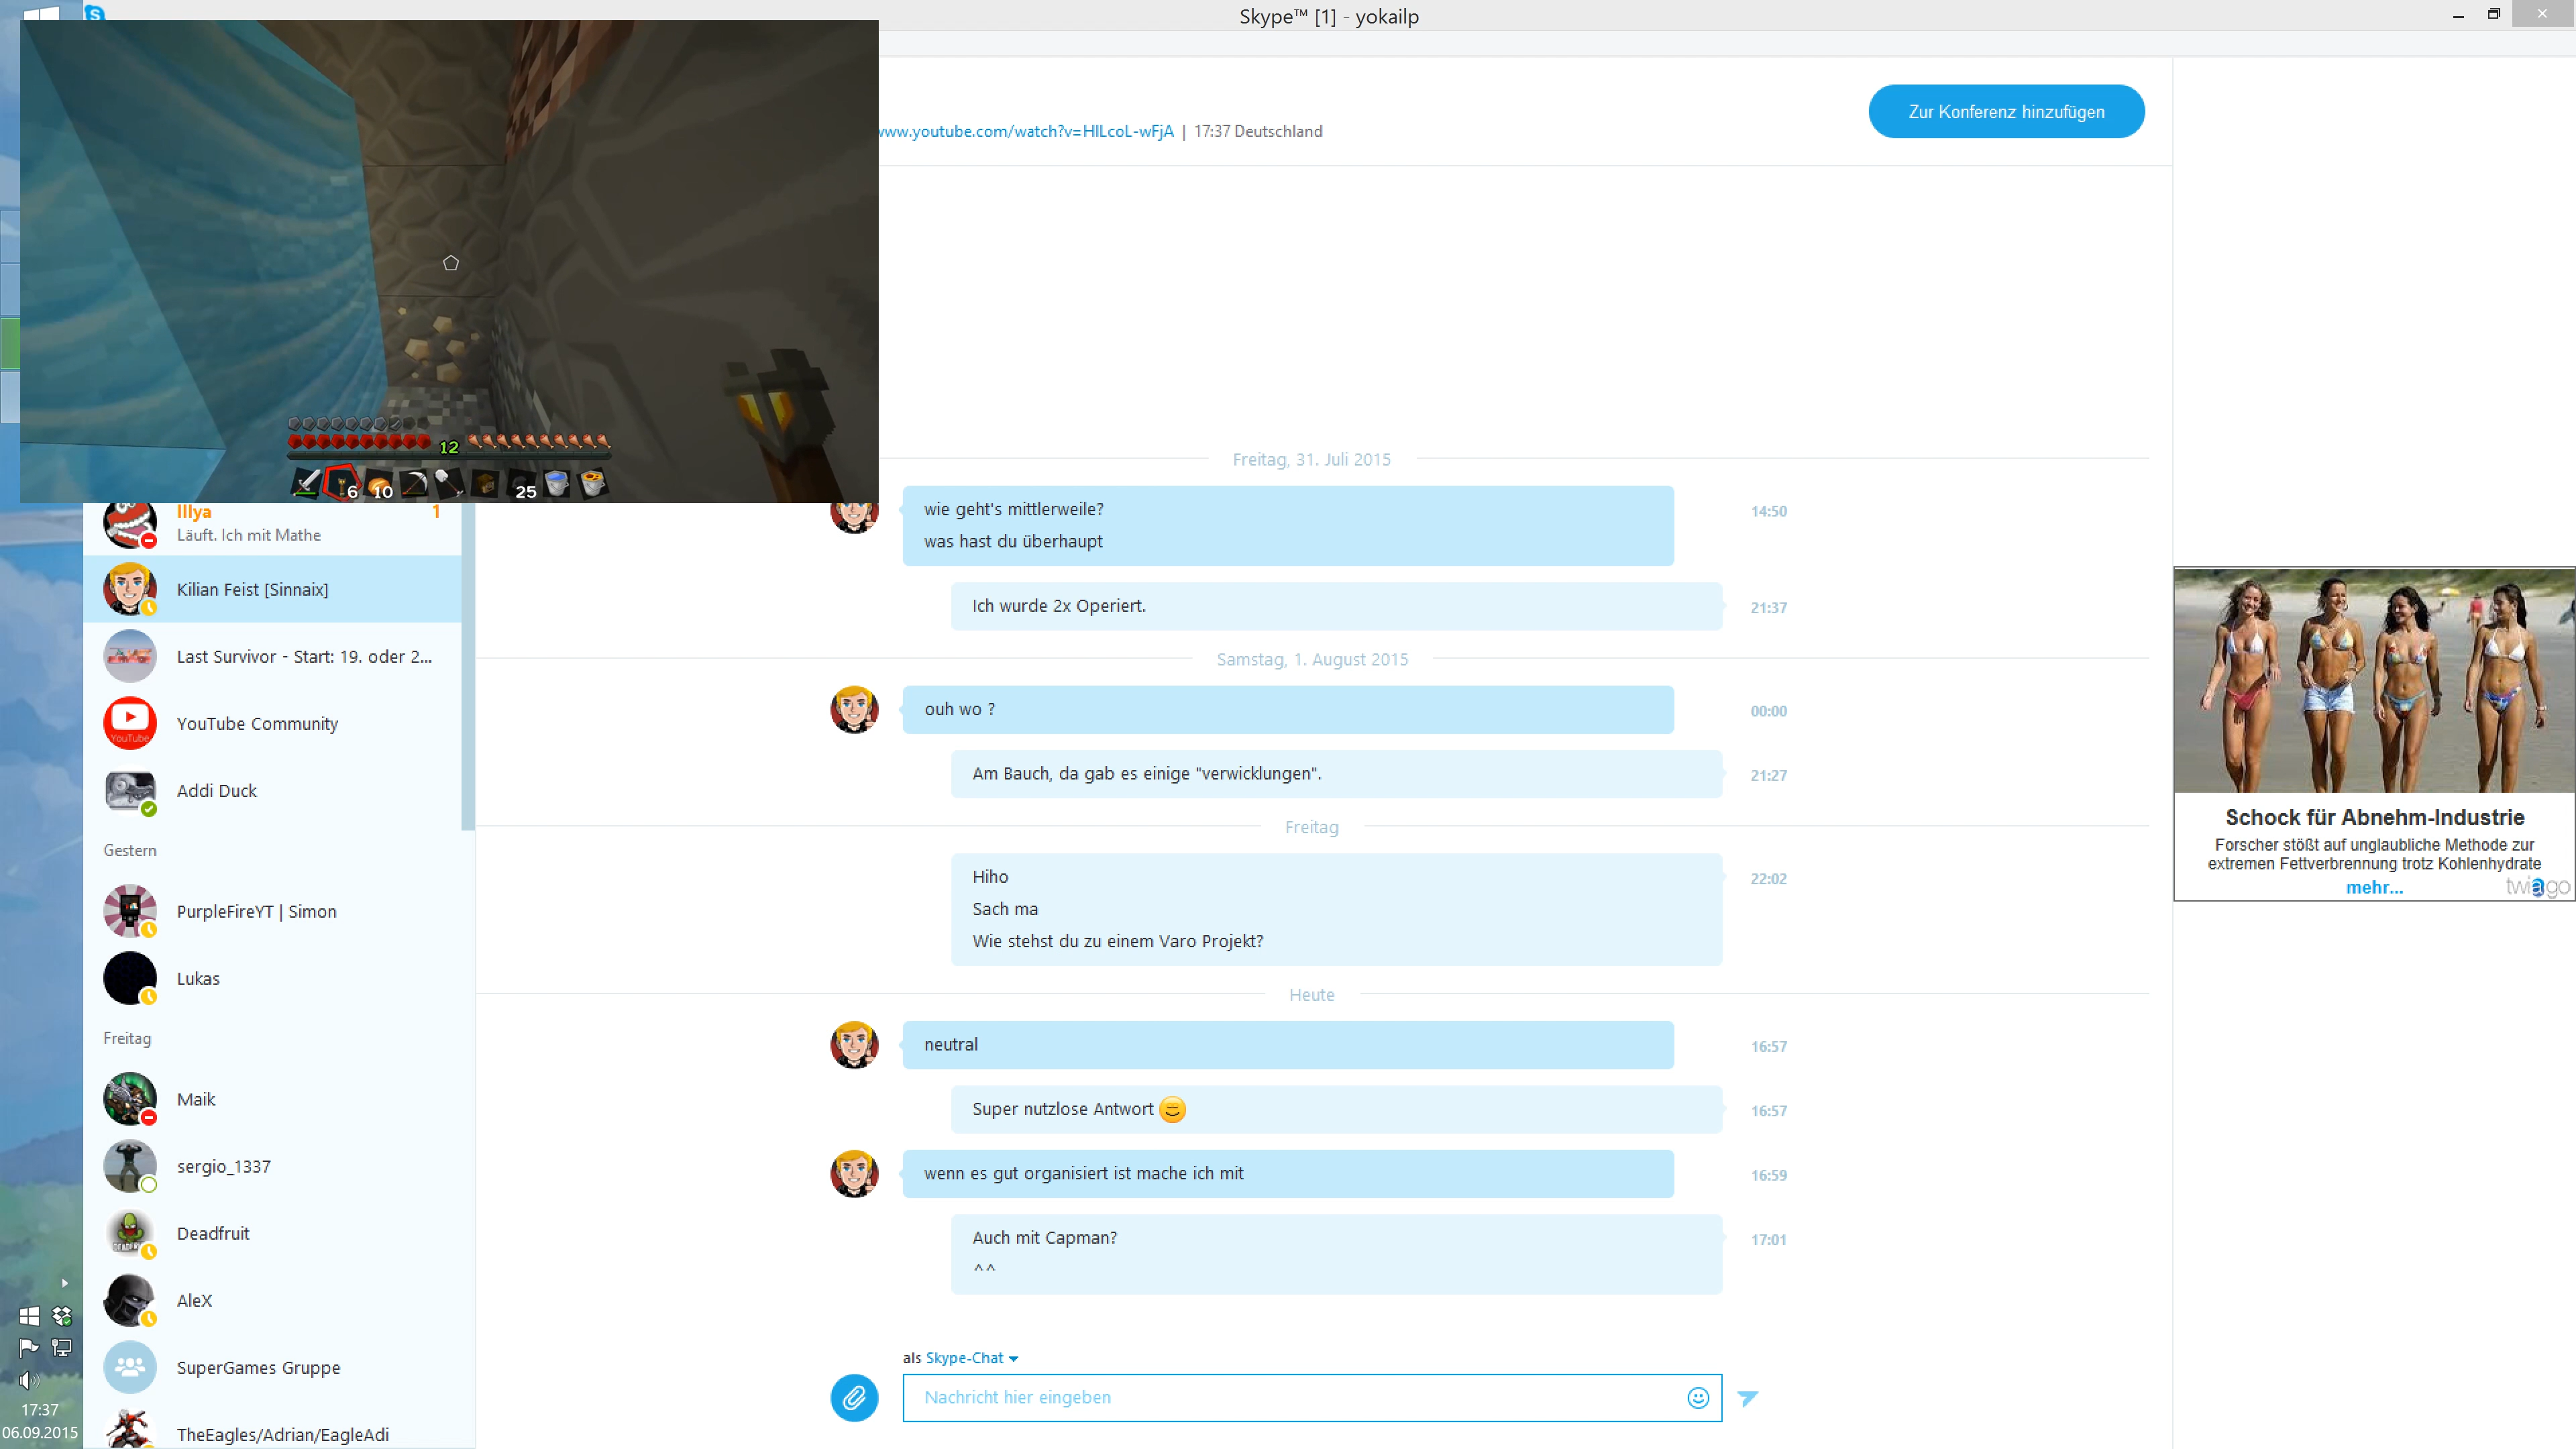 Skype™ [1] - yokailp
www.youtube.com/watch?v=HILcoL-wFjA | 17:37 Deutschland
Zur Konferenz hinzufügen
12
6
10
25
Illya
1
Läuft. Ich mit Mathe
Kilian Feist [Sinnaix]
Last Survivor - Start: 19. oder 2...
YouTube
YouTube Community
Addi Duck
Gestern
PurpleFireYT | Simon
Lukas
Freitag
Maik
sergio_1337
Deadfruit
AleX
SuperGames Gruppe
TheEagles/Adrian/EagleAdi
Freitag, 31. Juli 2015
wie geht's mittlerweile?
14:50
was hast du überhaupt
Ich wurde 2x Operiert.
21:37
Samstag, 1. August 2015
ouh wo ?
00:00
Am Bauch, da gab es einige "verwicklungen".
21:27
Freitag
Hiho
22:02
Sach ma
Wie stehst du zu einem Varo Projekt?
Heute
neutral
16:57
Super nutzlose Antwort
16:57
wenn es gut organisiert ist mache ich mit
16:59
Auch mit Capman?
17:01
^^
als Skype-Chat
Nachricht hier eingeben
Schock für Abnehm-Industrie
Forscher stößt auf unglaubliche Methode zur
extremen Fettverbrennung trotz Kohlenhydrate
mehr...
twiago
17:37
06.09.2015